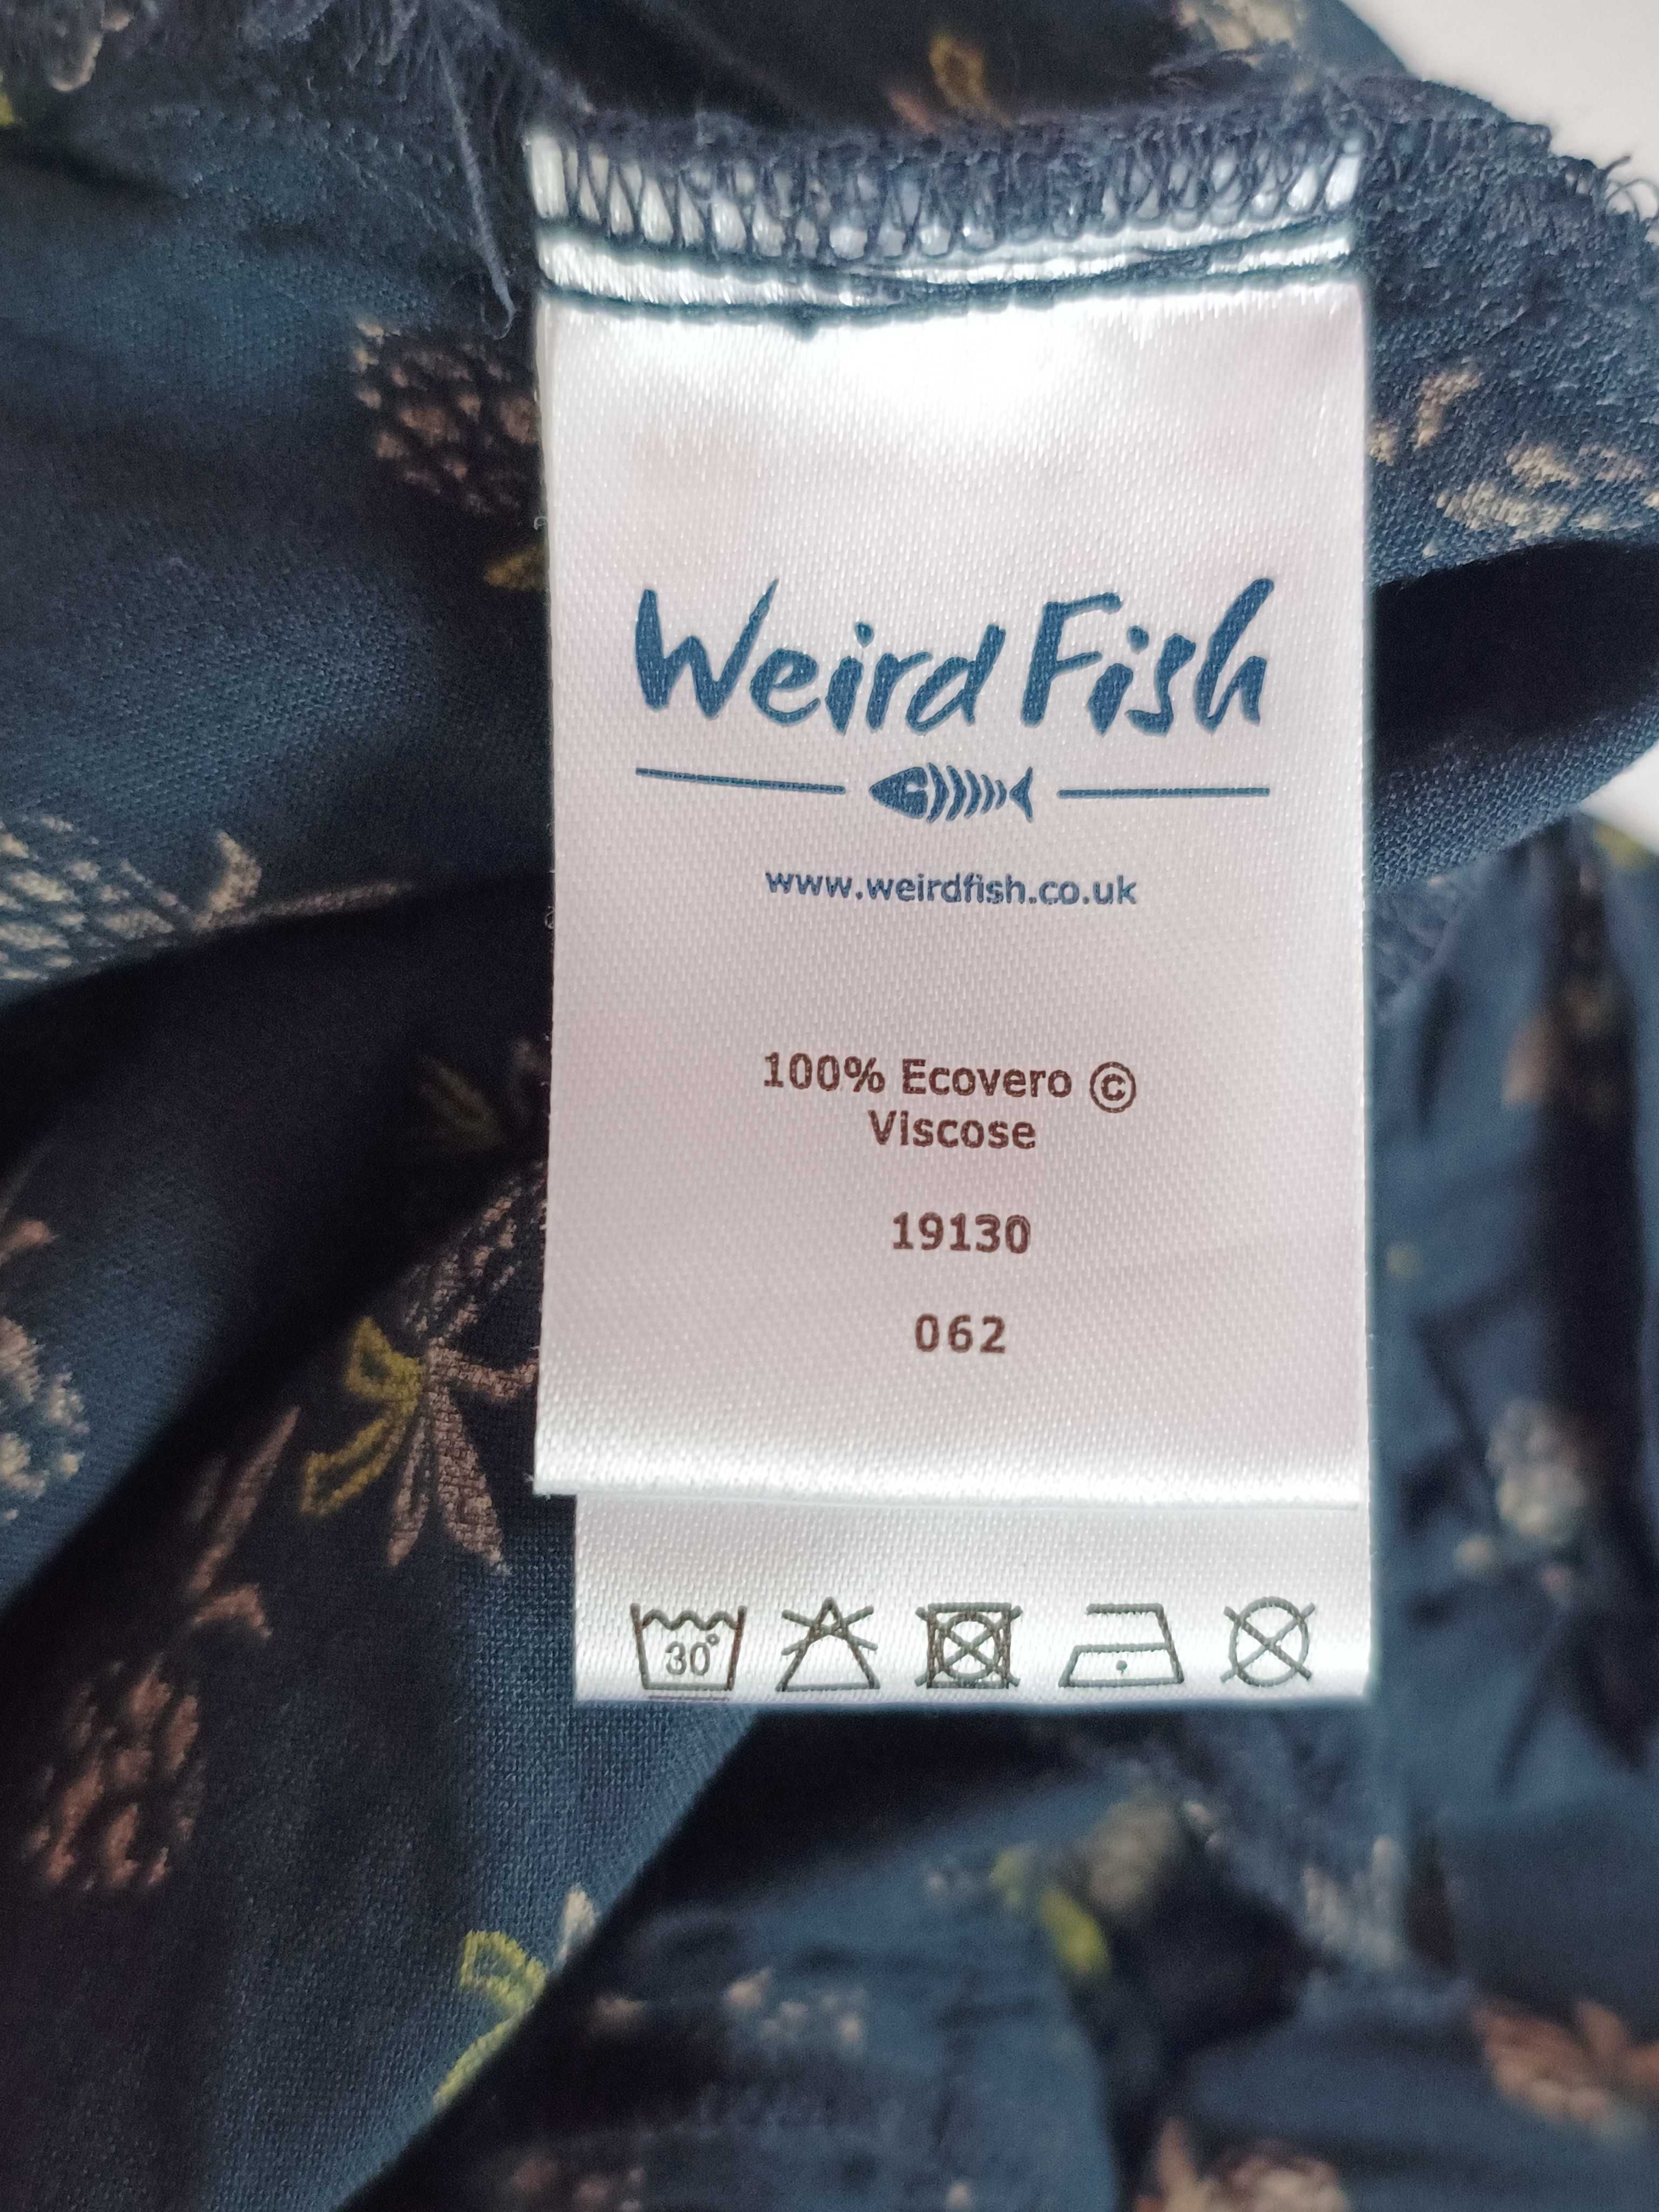 Weird Fish
www.weirdfish.co.uk
100% Ecovero ©
Viscose
19130
062
30°